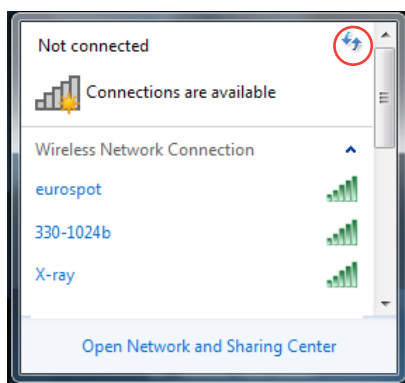 Not connected
Connections are available
Wireless Network Connection
eurospot
330-1024b
X-ray
Open Network and Sharing Center